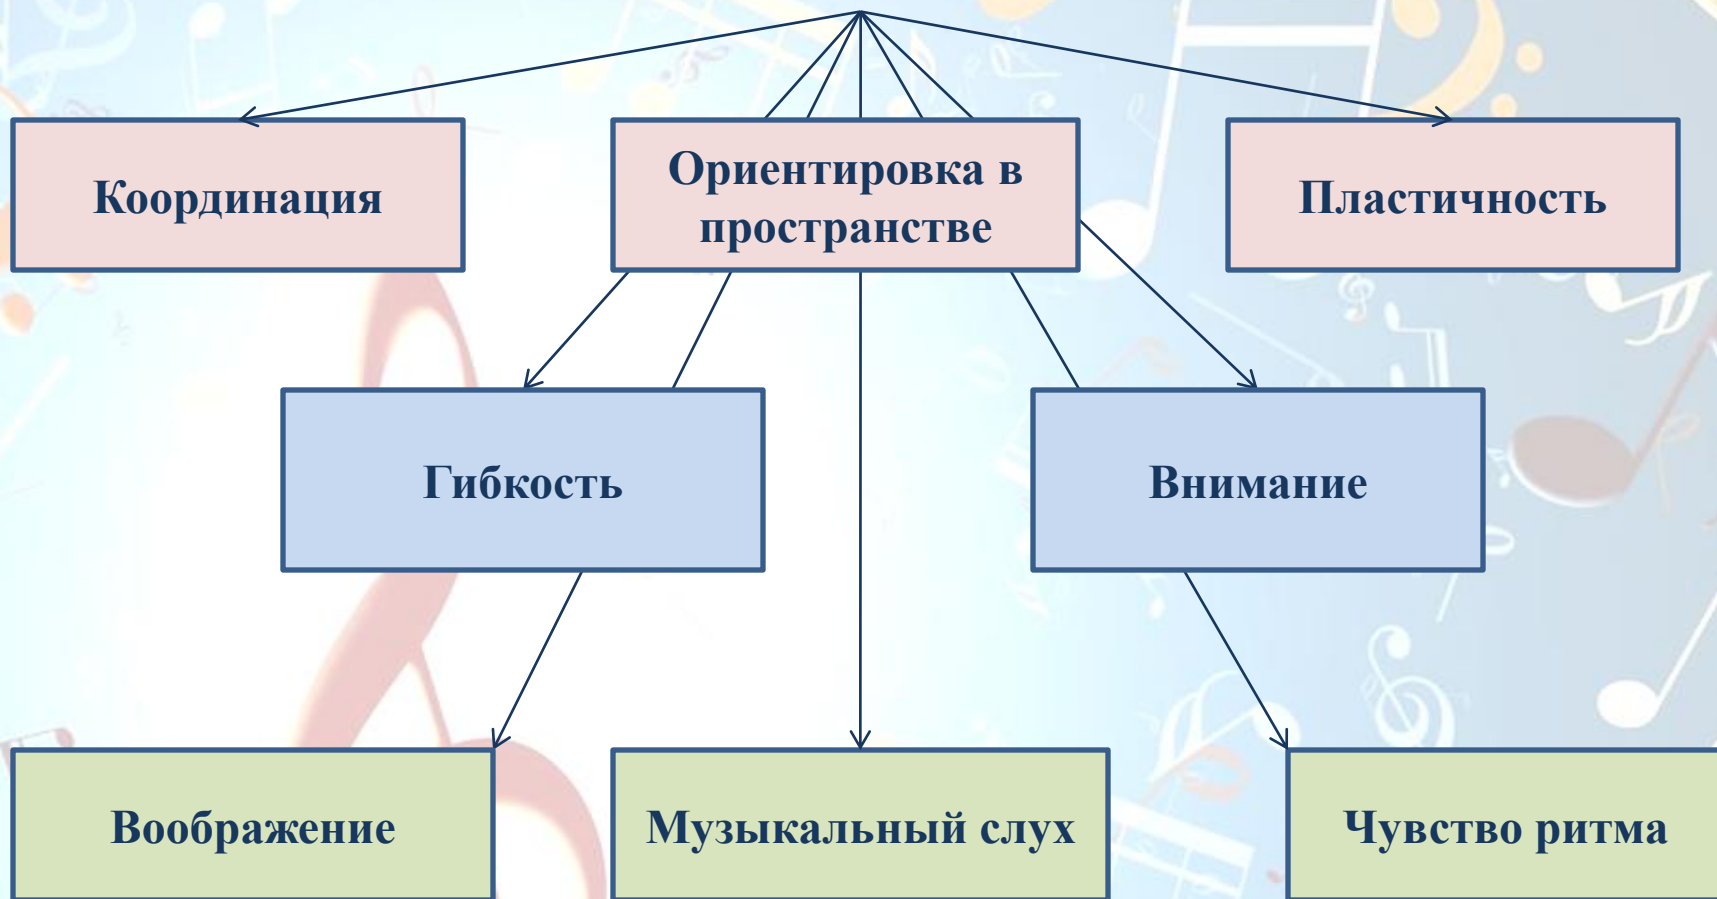 Координация
Ориентировка в
пространстве
Пластичность
Гибкость
Внимание
Воображение
Музыкальный слух
Чувство ритма